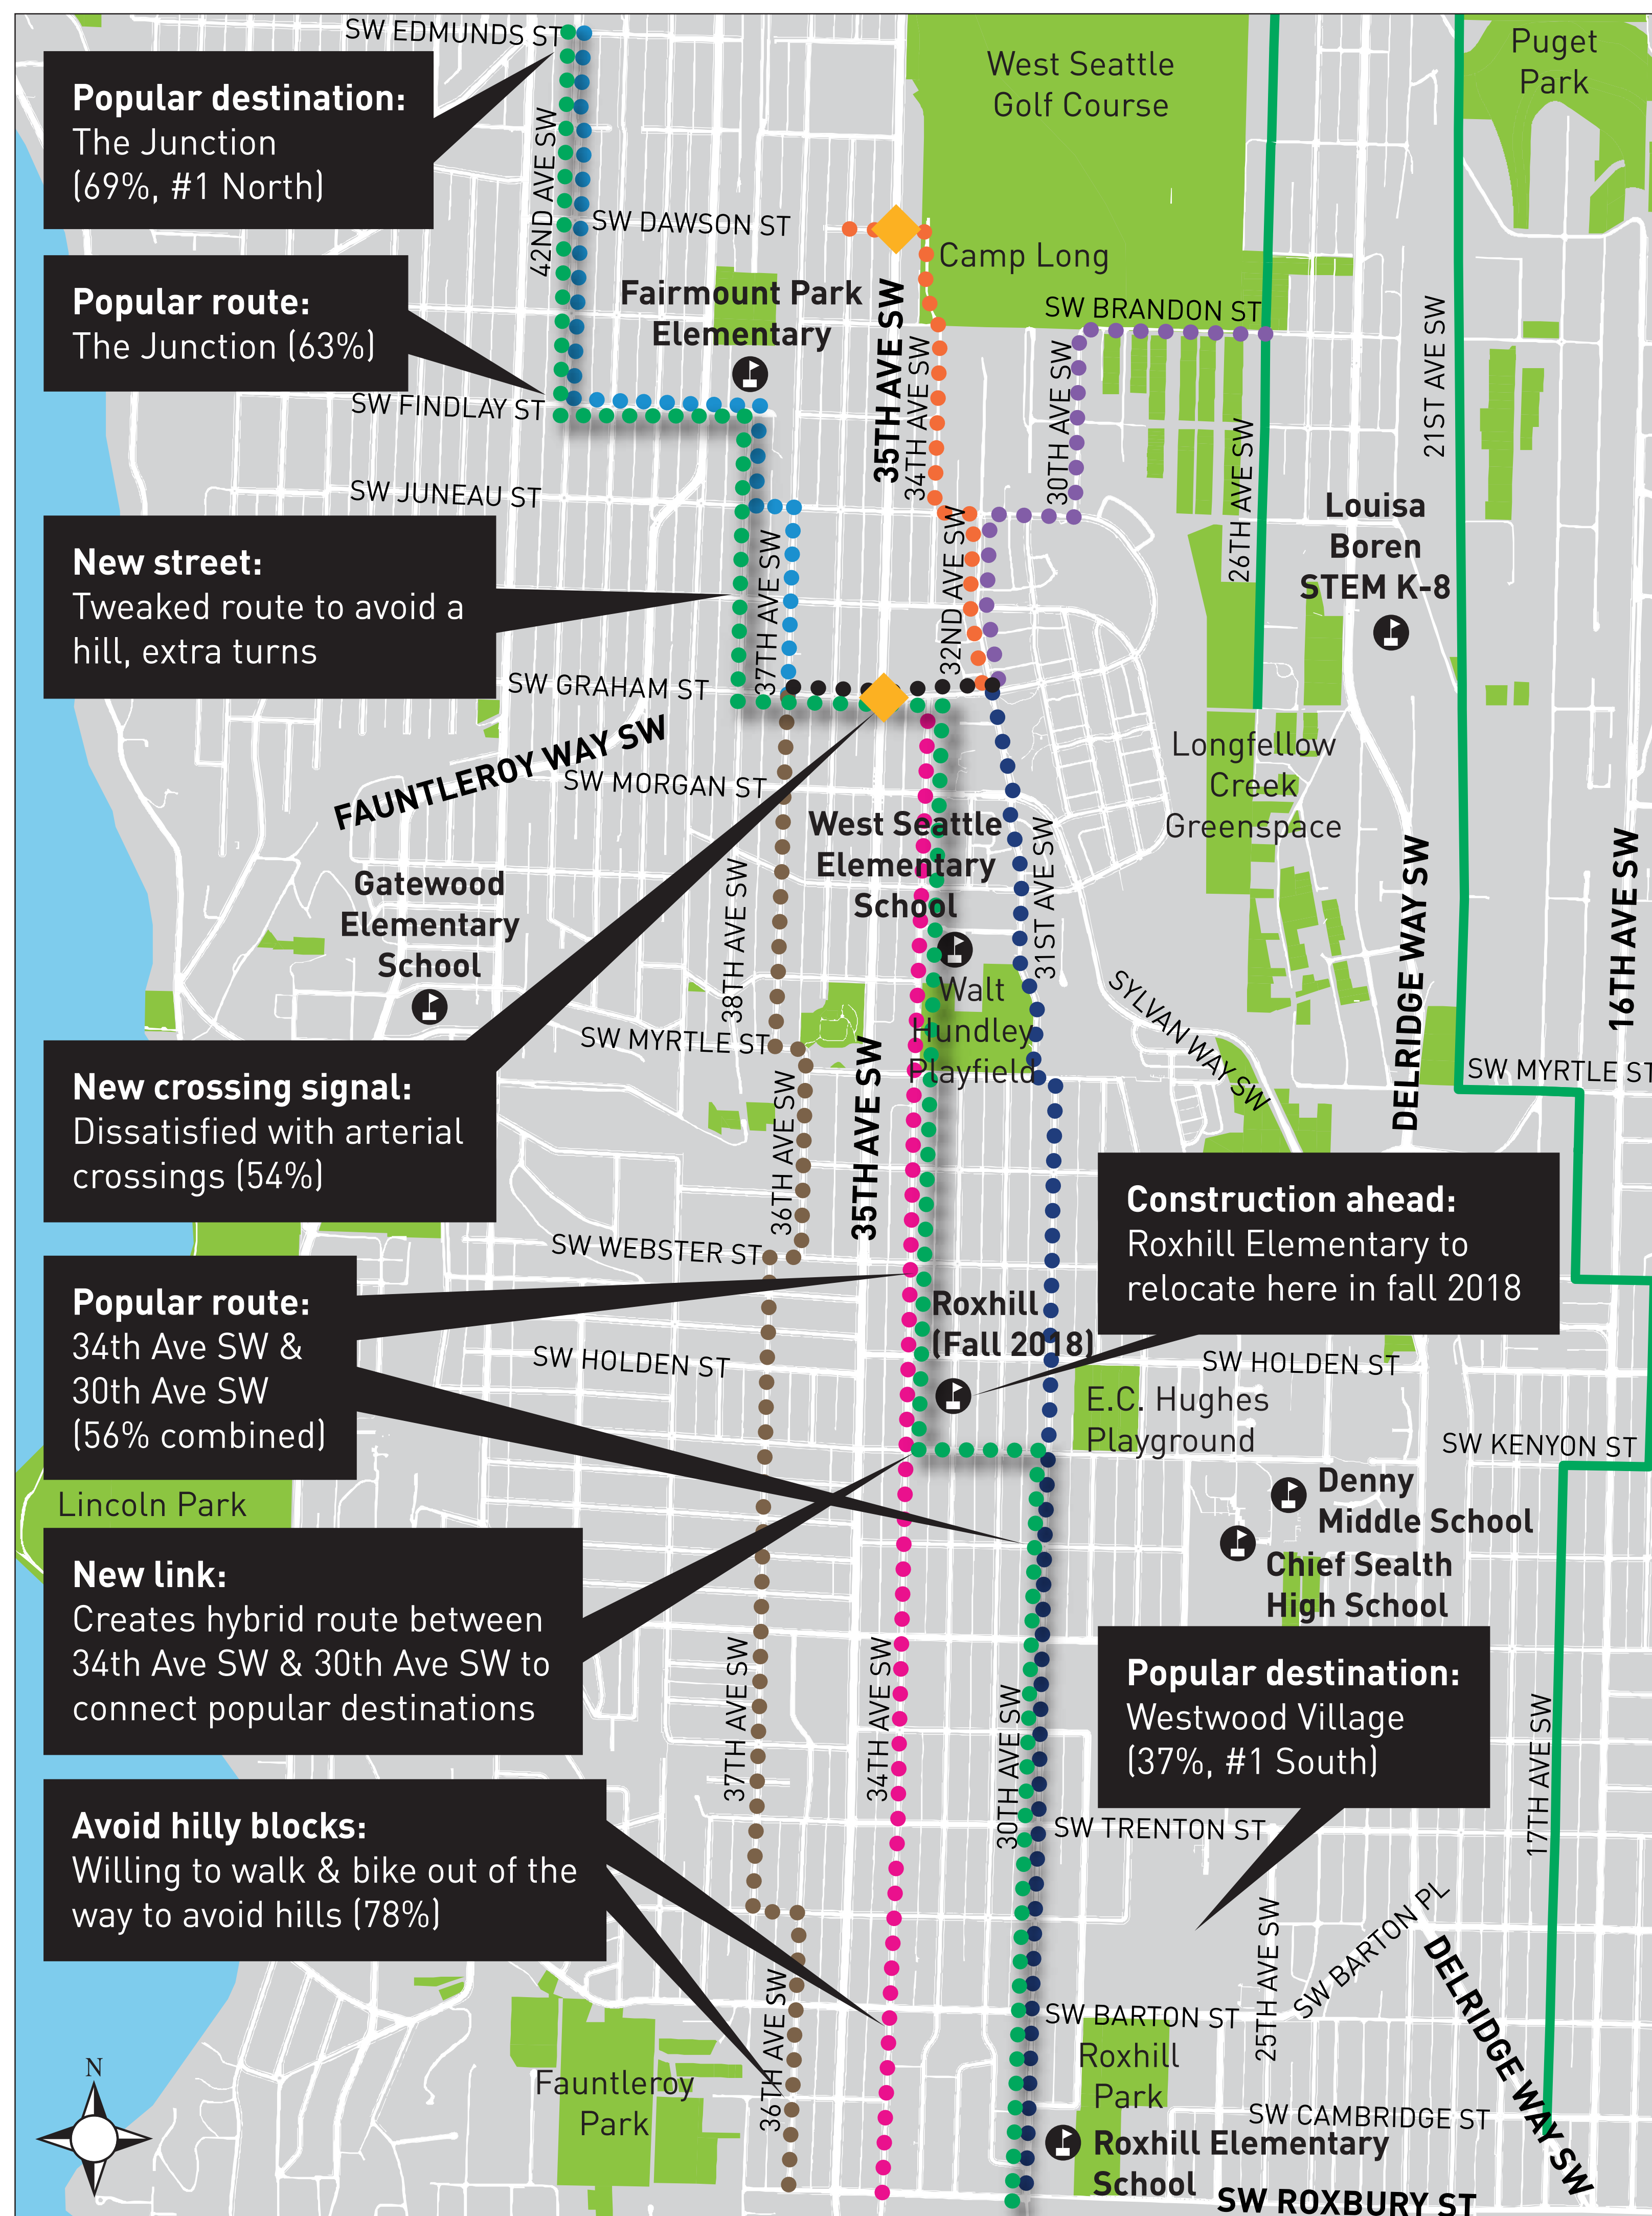 SW EDMUNDS ST
Popular destination:
The Junction
(69%, #1 North)
42ND AVE SW
West Seattle
Golf Course
Puget
Park
SW DAWSON ST
Camp Long
Popular route:
The Junction (63%)
Fairmount Park
Elementary
35TH AVE SW
34TH AVE SW
SW BRANDON ST
30TH AVE SW
21ST AVE SW
26TH AVE SW
SW FINDLAY ST
SW JUNEAU ST
Louisa
Boren
STEM K-8
New street:
Tweaked route to avoid a
hill, extra turns
37TH AVE SW
32ND AVE SW
SW GRAHAM ST
FAUNTLEROY WAY SW
SW MORGAN ST
Longfellow
Creek
Greenspace
West Seattle
Elementary
School
31ST AVE SW
38TH AVE SW
Gatewood
Elementary
School
DELRIDGE WAY SW
16TH AVE SW
Walt
Hundley
Playfield
SYLVAN WAY SW
SW MYRTLE ST
SW MYRTLE ST
New crossing signal:
Dissatisfied with arterial
crossings (54%)
36TH AVE SW
35TH AVE SW
SW WEBSTER ST
Construction ahead:
Roxhill Elementary to
relocate here in fall 2018
Popular route:
34th Ave SW &
30th Ave SW
(56% combined)
Roxhill
(Fall 2018)
SW HOLDEN ST
SW HOLDEN ST
E.C. Hughes
Playground
SW KENYON ST
Lincoln Park
Denny
Middle School
Chief Sealth
High School
New link:
Creates hybrid route between
34th Ave SW & 30th Ave SW to
connect popular destinations
37TH AVE SW
34TH AVE SW
30TH AVE SW
Popular destination:
Westwood Village
(37%, #1 South)
17TH AVE SW
SW TRENTON ST
Avoid hilly blocks:
Willing to walk & bike out of the
way to avoid hills (78%)
25TH AVE SW
SW BARTON PL
DELRIDGE WAY SW
36TH AVE SW
SW BARTON ST
Roxhill
Park
N
Fauntleroy
Park
SW CAMBRIDGE ST
Roxhill Elementary
School
SW ROXBURY ST